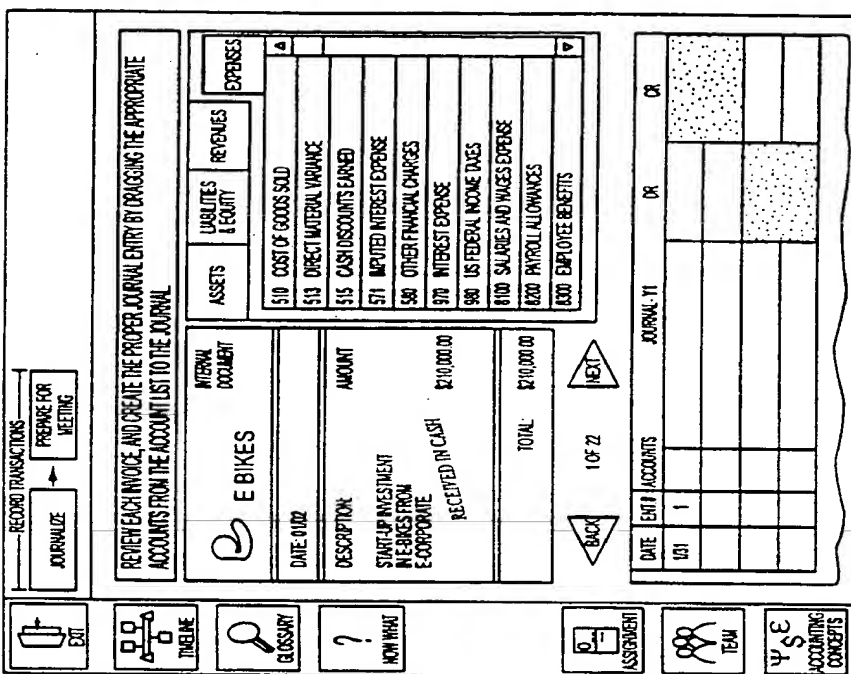 RECORD TRANSACTIONS
JOURNALIZE
PREPARE FOR
MEETING
EXIT
TIMELINE
GLOSSARY
?
NOW WHAT
ASSIGNMENT
TEAM
ΨSE
ACCOUNTING
CONCEPTS
REVIEW EACH INVOICE, AND CREATE THE PROPER JOURNAL ENTRY BY DRAGGING THE APPROPRIATE
ACCOUNTS FROM THE ACCOUNT LIST TO THE JOURNAL.
E BIKES
INTERNAL
DOCUMENT
DATE: 01/02
DESCRIPTION: AMOUNT
START-UP INVESTMENT
IN E-BIKES FROM
E-CORPORATE $210,000.00
RECEIVED IN CASH
TOTAL: $210,000.00
BACK
1 OF 22
NEXT
ASSETS
LIABILITIES
& EQUITY
REVENUES
EXPENSES
510 COST OF GOODS SOLD
513 DIRECT MATERIAL VARIANCE
515 CASH DISCOUNTS EARNED
571 IMPUTED INTEREST EXPENSE
580 OTHER FINANCIAL CHARGES
970 INTEREST EXPENSE
980 US FEDERAL INCOME TAXES
8100 SALARIES AND WAGES EXPENSE
8200 PAYROLL ALLOWANCES
8300 EMPLOYEE BENEFITS
DATE ENT # ACCOUNTS JOURNAL-Y1 DR CR
1/31 1